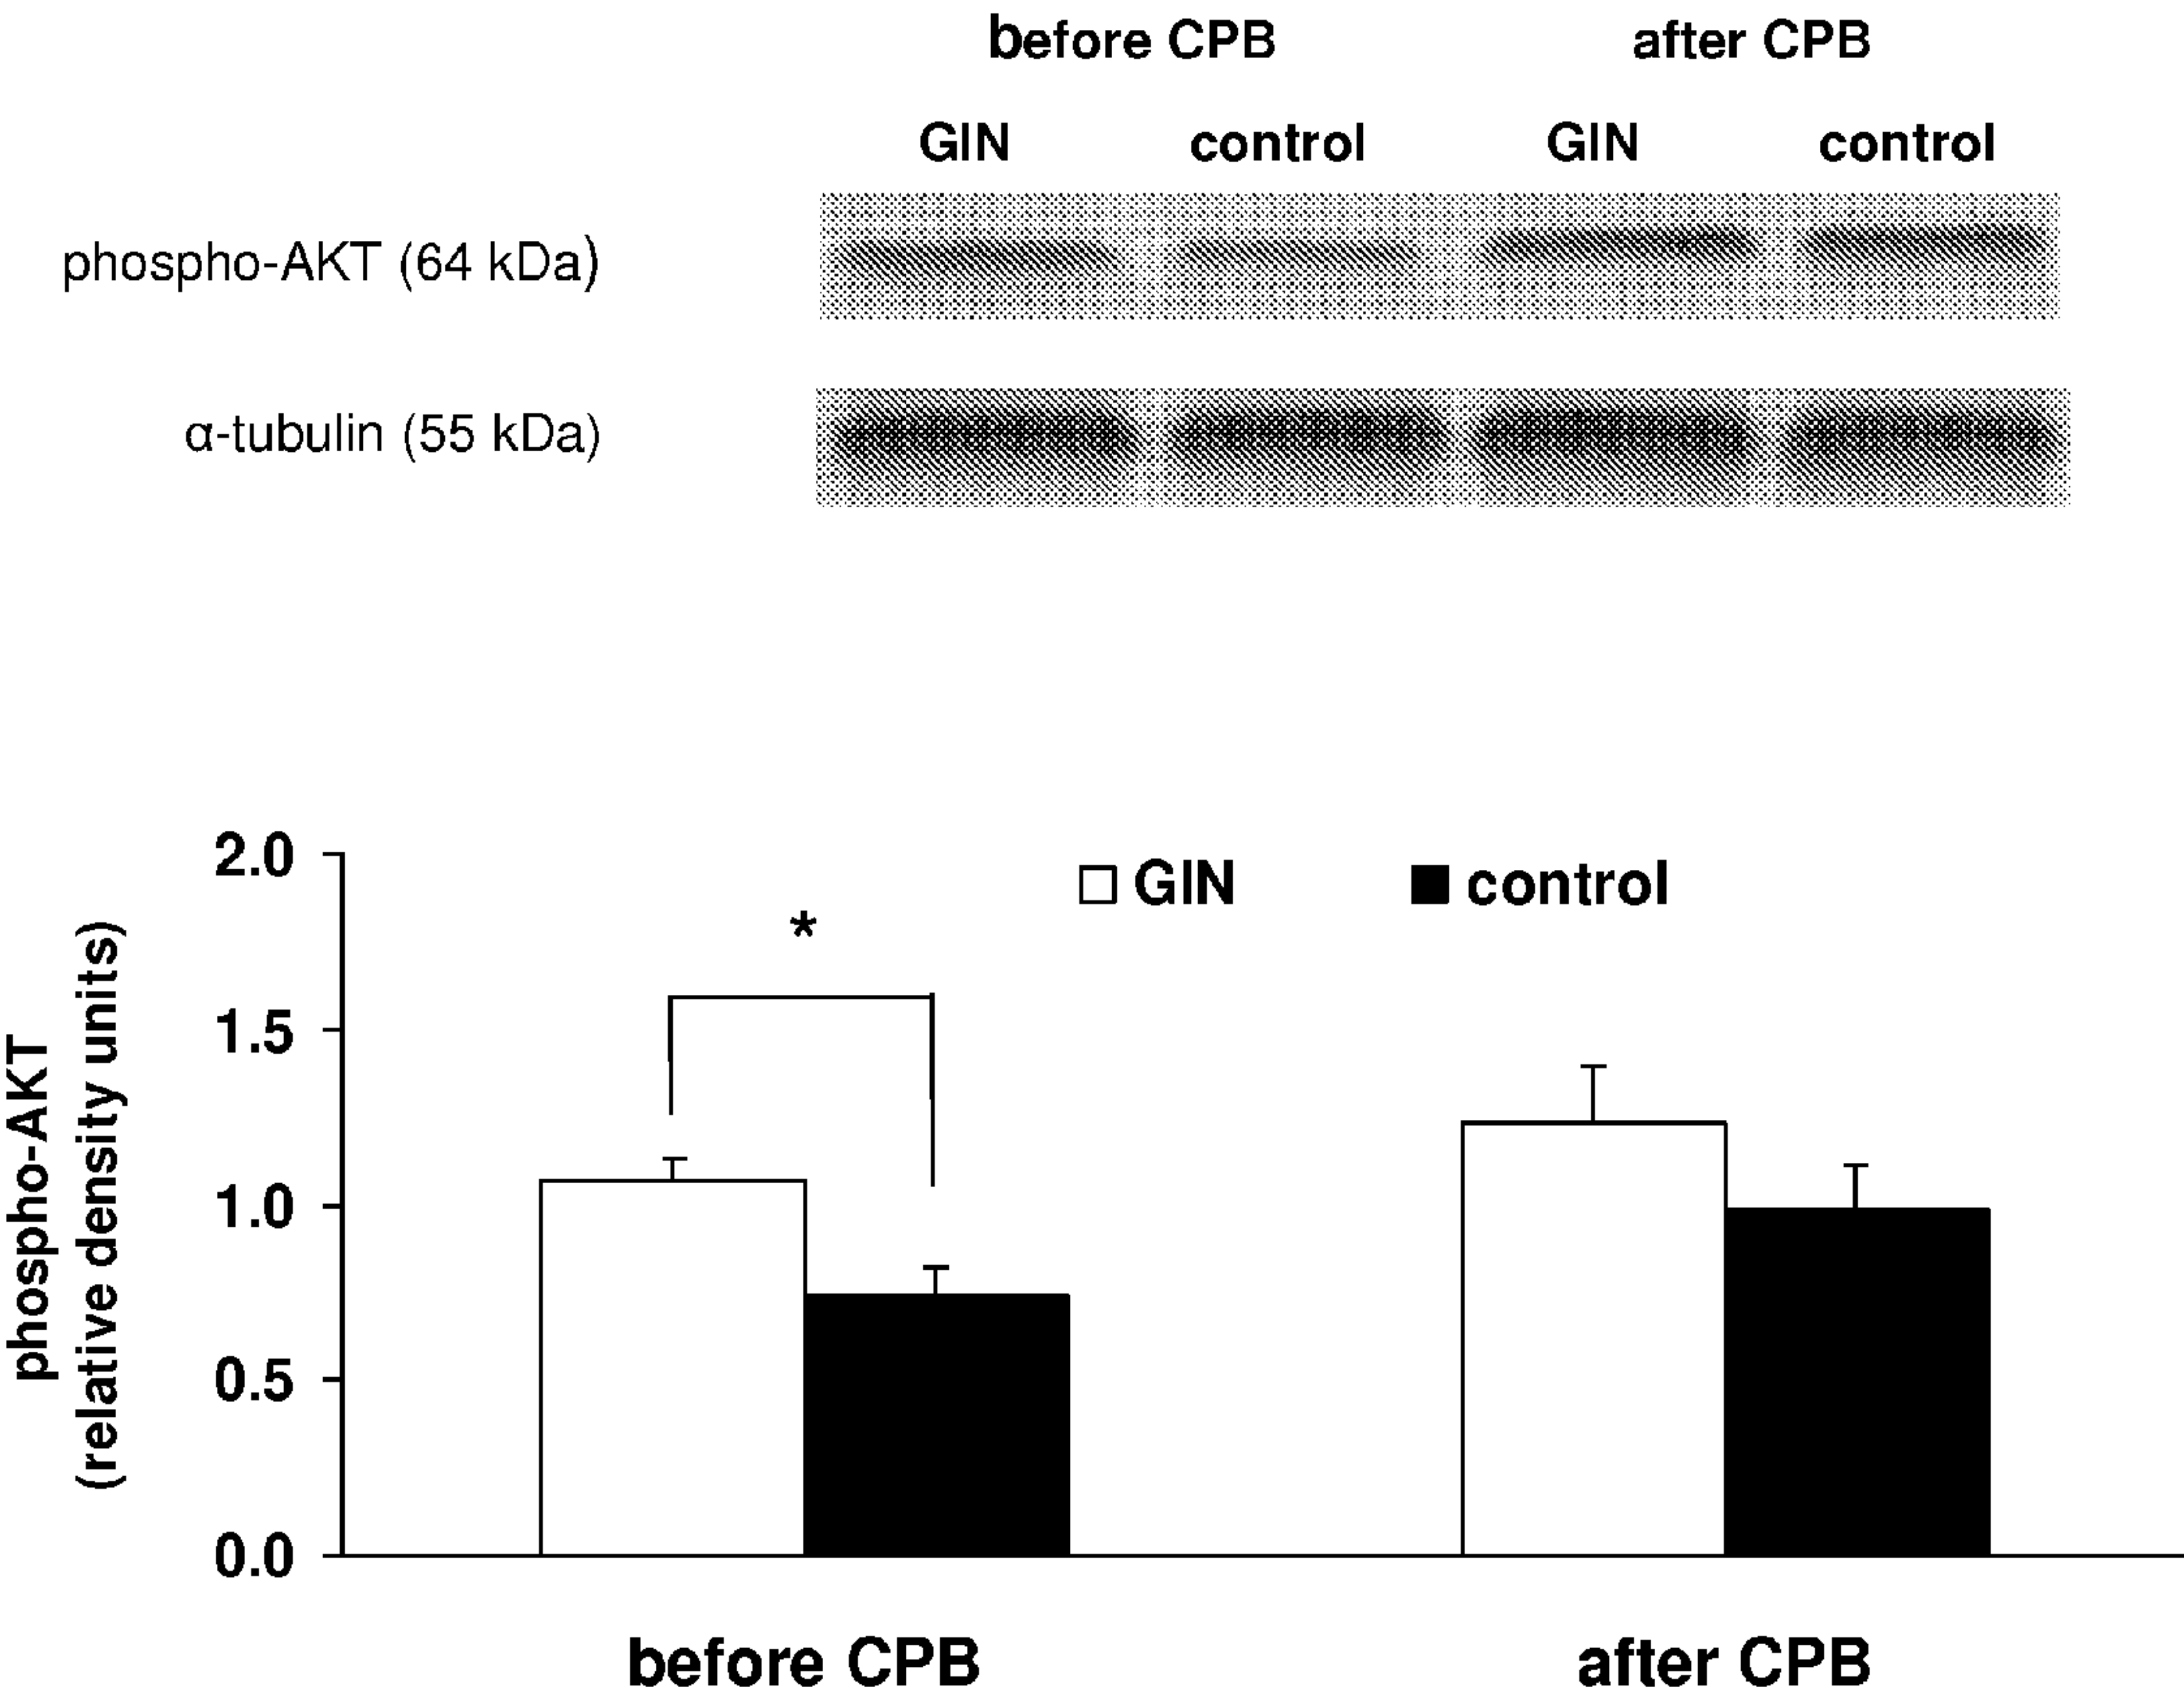 before CPB after CPB
GIN control GIN control
phospho-AKT (64 kDa)
α-tubulin (55 kDa)
2.0
GIN control
*
1.5
1.0
0.5
0.0
phospho-AKT
(relative density units)
before CPB after CPB